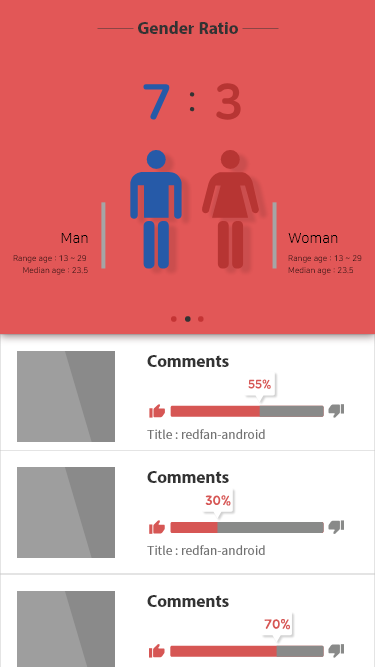 Gender Ratio
7 : 3
Man
Range age : 13 ~ 29
Median age : 23.5
Woman
Range age : 13 ~ 29
Median age : 23.5
Comments
55%
Title : redfan-android
Comments
30%
Title : redfan-android
Comments
70%